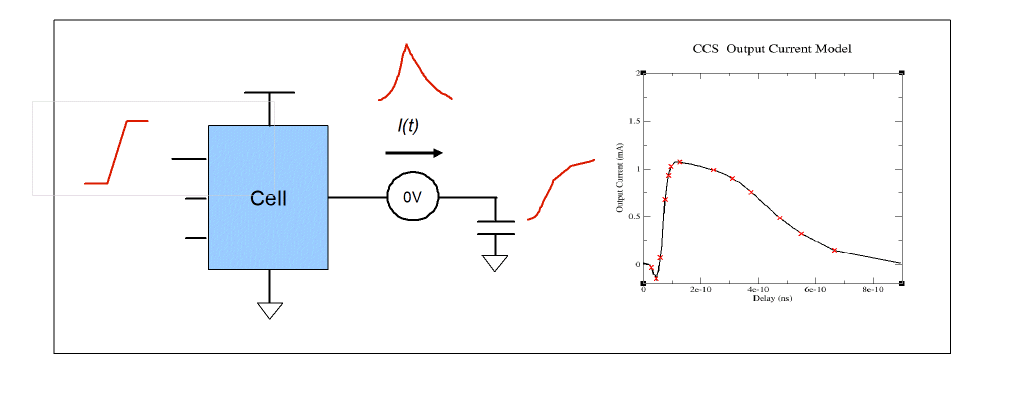 CCS Output Current Model
I(t)
Cell
0V
Output Current (mA)
2
1.5
1
0.5
0
0 2e-10 4e-10 6e-10 8e-10
Delay (ns)